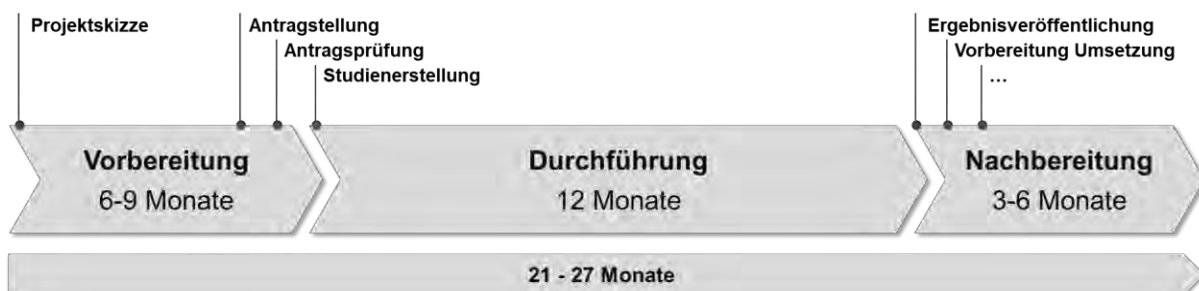 Projektskizze
Antragstellung
Antragsprüfung
Studienerstellung
Ergebnisveröffentlichung
Vorbereitung Umsetzung
...
Vorbereitung
6-9 Monate
Durchführung
12 Monate
Nachbereitung
3-6 Monate
21 - 27 Monate